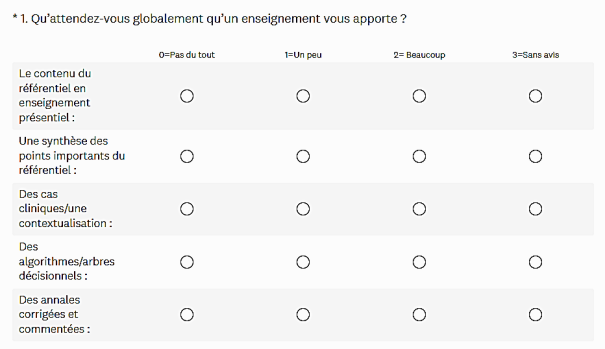 * 1. Qu'attendez-vous globalement qu'un enseignement vous apporte ?
0=Pas du tout 1=Un peu 2= Beaucoup 3=Sans avis
Le contenu du
référentiel en
enseignement
présentiel :
Une synthèse des
points importants du
référentiel :
Des cas
cliniques/une
contextualisation :
Des
algorithmes/arbres
décisionnels :
Des annales
corrigées et
commentées :